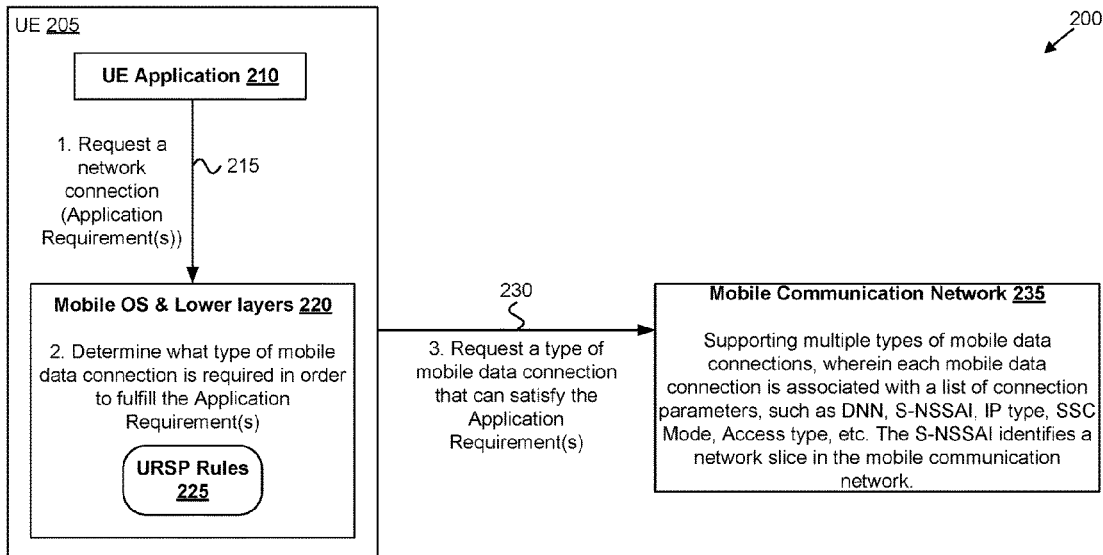 UE 205
200
UE Application 210
1. Request a
network
connection
(Application
Requirement(s))
215
Mobile OS & Lower layers 220
2. Determine what type of mobile
data connection is required in order
to fulfill the Application
Requirement(s)
URSP Rules
225
230
3. Request a type of
mobile data connection
that can satisfy the
Application
Requirement(s)
Mobile Communication Network 235
Supporting multiple types of mobile data
connections, wherein each mobile data
connection is associated with a list of connection
parameters, such as DNN, S-NSSAI, IP type, SSC
Mode, Access type, etc. The S-NSSAI identifies a
network slice in the mobile communication
network.